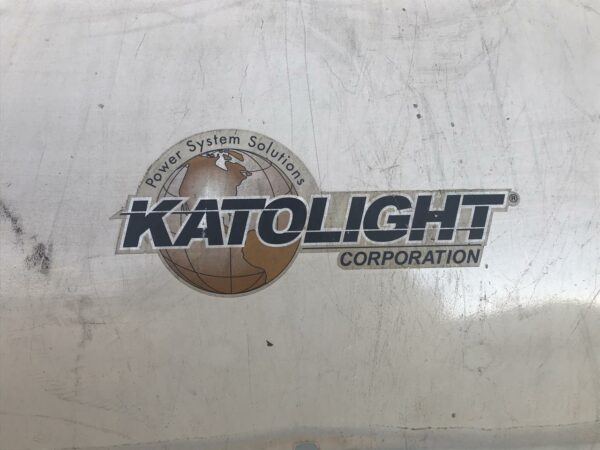 Power System Solutions
KATOLIGHT®
CORPORATION